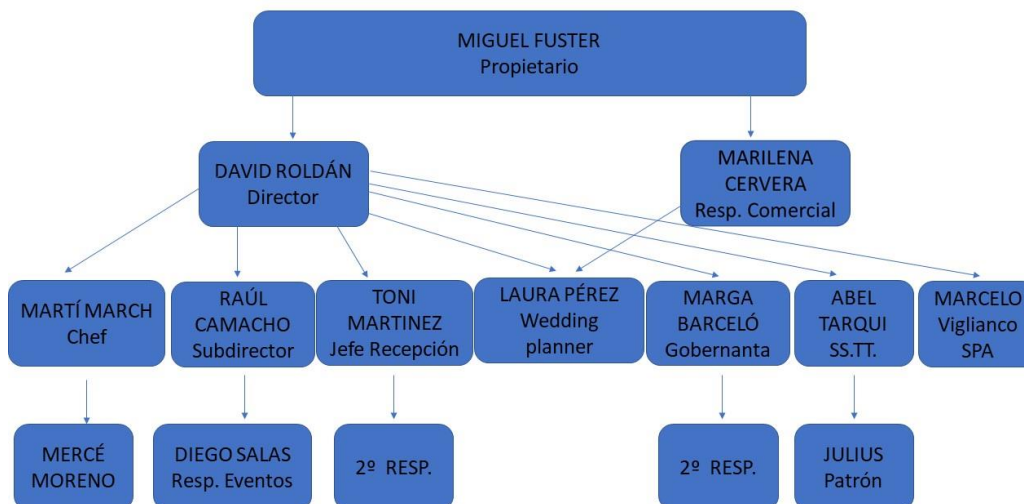 MIGUEL FUSTER
Propietario
DAVID ROLDÁN
Director
MARILENA
CERVERA
Resp. Comercial
MARTÍ MARCH
Chef
RAÚL
CAMACHO
Subdirector
TONI
MARTINEZ
Jefe Recepción
LAURA PÉREZ
Wedding
planner
MARGA
BARCELÓ
Gobernanta
ABEL
TARQUI
SS.TT.
MARCELO
Viglianco
SPA
MERCÉ
MORENO
DIEGO SALAS
Resp. Eventos
2º RESP.
2º RESP.
JULIUS
Patrón